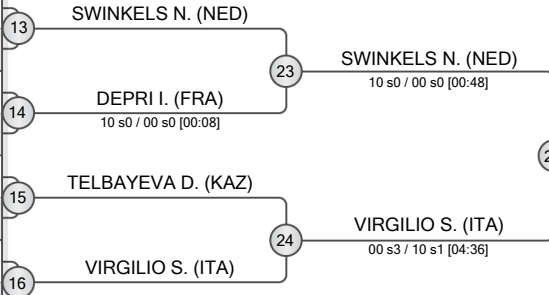 13
SWINKELS N. (NED)
23
SWINKELS N. (NED)
10 s0 / 00 s0 [00:48]
14
DEPRI I. (FRA)
10 s0 / 00 s0 [00:08]
15
TELBAYEVA D. (KAZ)
24
VIRGILIO S. (ITA)
00 s3 / 10 s1 [04:36]
16
VIRGILIO S. (ITA)